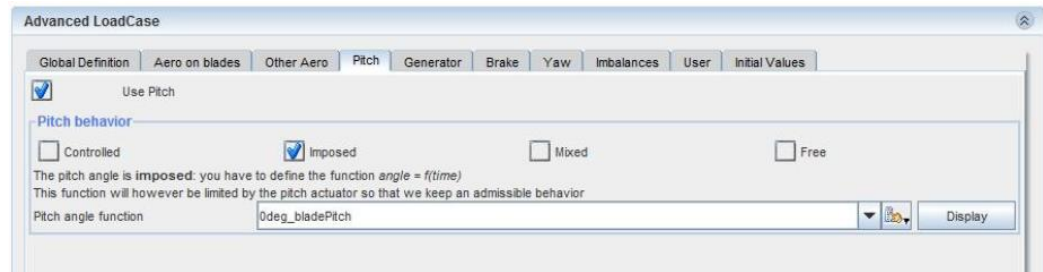 Advanced LoadCase
Global Definition Aero on blades Other Aero Pitch Generator Brake Yaw Imbalances User Initial Values
Use Pitch
Pitch behavior
Controlled Imposed Mixed Free
The pitch angle is imposed: you have to define the function angle = f(time)
This function will however be limited by the pitch actuator so that we keep an admissible behavior
Pitch angle function 0deg_bladePitch Display